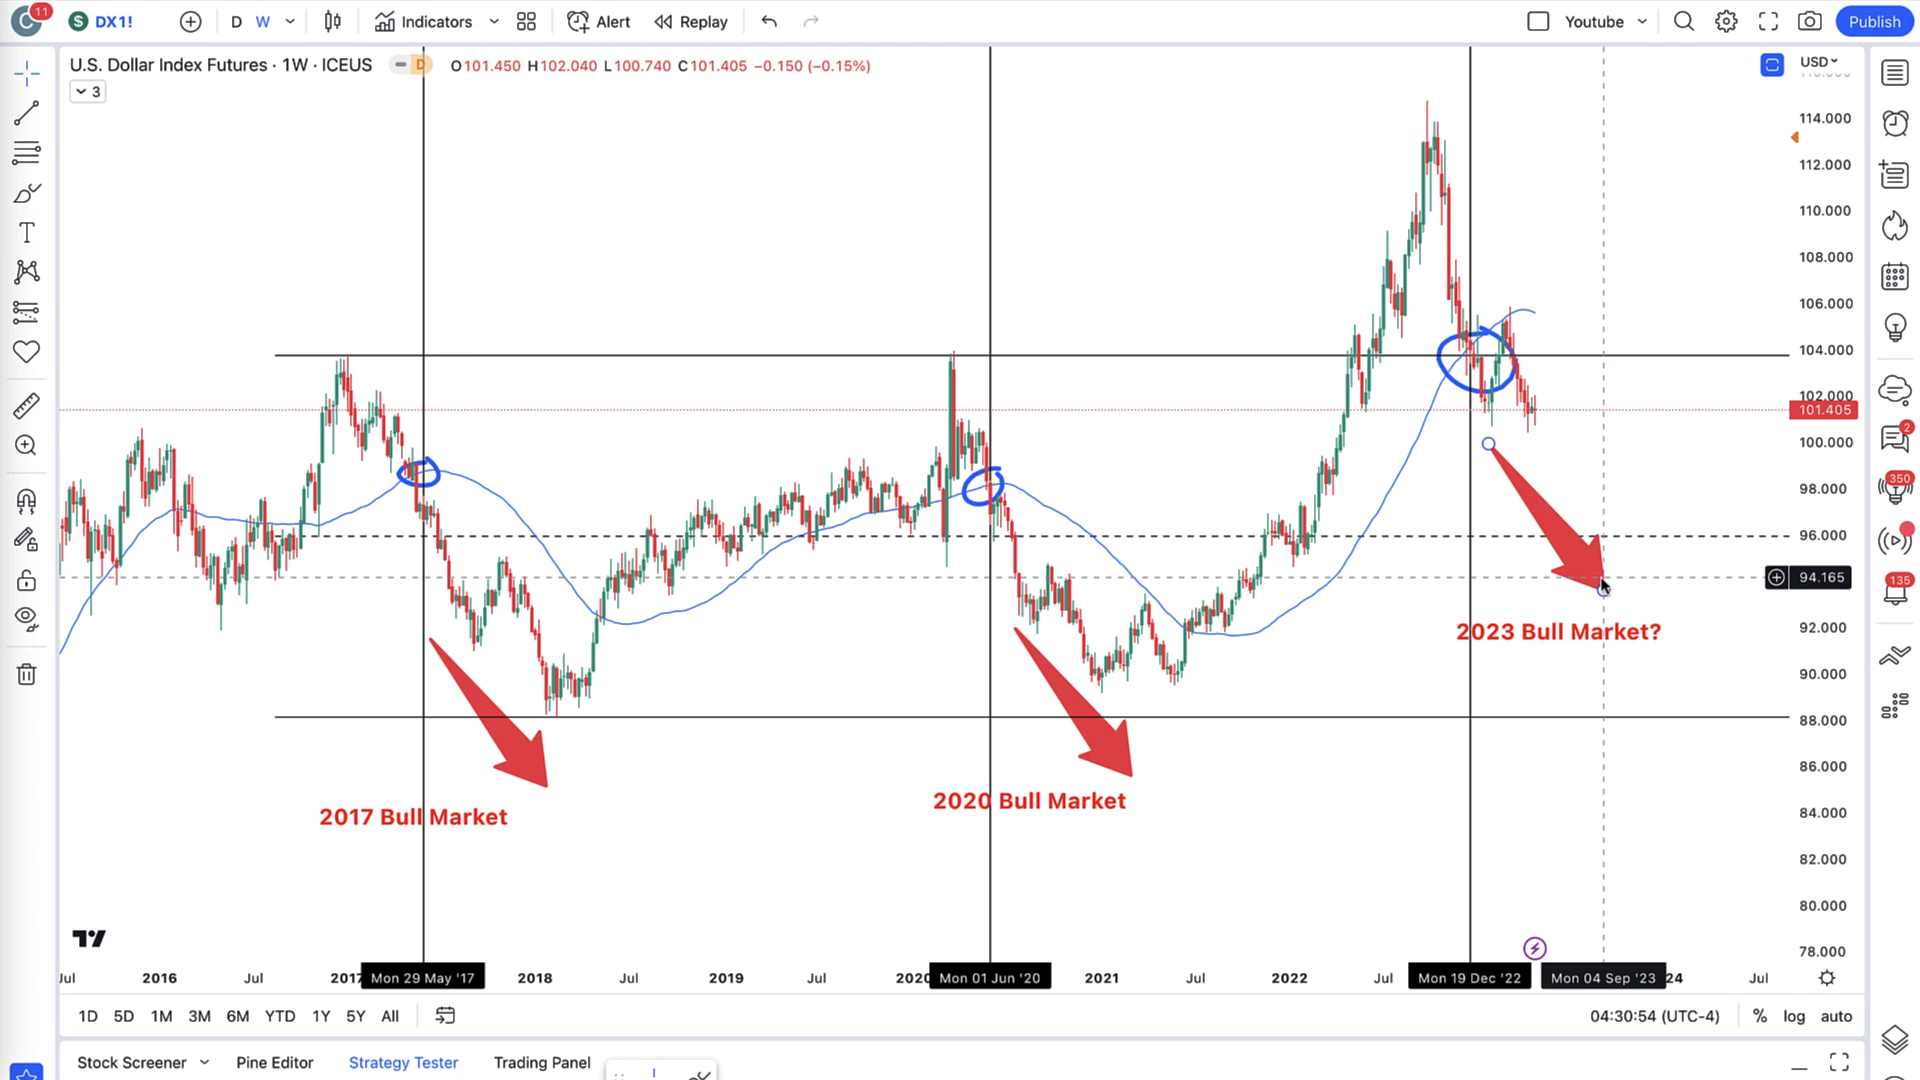 11
DX1!
D
W
Indicators
Alert
Replay
Youtube
Publish
U.S. Dollar Index Futures · 1W · ICEUS
D
O101.450 H102.040 L100.740 C101.405 −0.150 (−0.15%)
3
USD
114.000
112.000
110.000
108.000
106.000
104.000
102.000
101.405
100.000
98.000
96.000
94.165
92.000
90.000
88.000
86.000
84.000
82.000
80.000
78.000
2023 Bull Market?
2017 Bull Market
2020 Bull Market
2
350
135
Jul
2016
Jul
2017
Mon 29 May '17
2018
Jul
2019
Jul
2020
Mon 01 Jun '20
2021
Jul
2022
Jul
Mon 19 Dec '22
Mon 04 Sep '23
24
Jul
1D 5D 1M 3M 6M YTD 1Y 5Y All
04:30:54 (UTC-4)
% log auto
Stock Screener
Pine Editor
Strategy Tester
Trading Panel